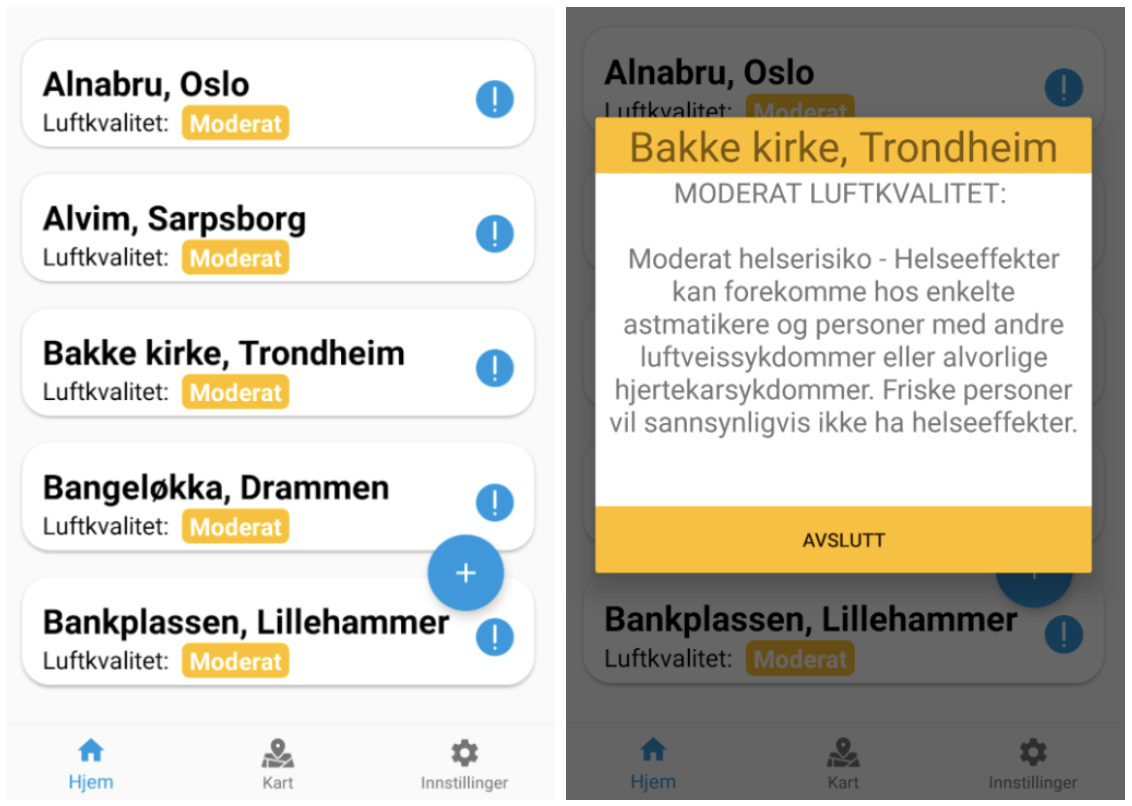 Alnabru, Oslo
Luftkvalitet: Moderat
Alvim, Sarpsborg
Luftkvalitet: Moderat
Bakke kirke, Trondheim
Luftkvalitet: Moderat
Bangeløkka, Drammen
Luftkvalitet: Moderat
+
Bankplassen, Lillehammer
Luftkvalitet: Moderat
Hjem Kart Innstillinger
Alnabru, Oslo
Luftkvalitet: Moderat
Bakke kirke, Trondheim
MODERAT LUFTKVALITET:
Moderat helserisiko - Helseeffekter
kan forekomme hos enkelte
astmatikere og personer med andre
luftveissykdommer eller alvorlige
hjertekarsykdommer. Friske personer
vil sannsynligvis ikke ha helseeffekter.
AVSLUTT
Bankplassen, Lillehammer
Luftkvalitet: Moderat
Hjem Kart Innstillinger